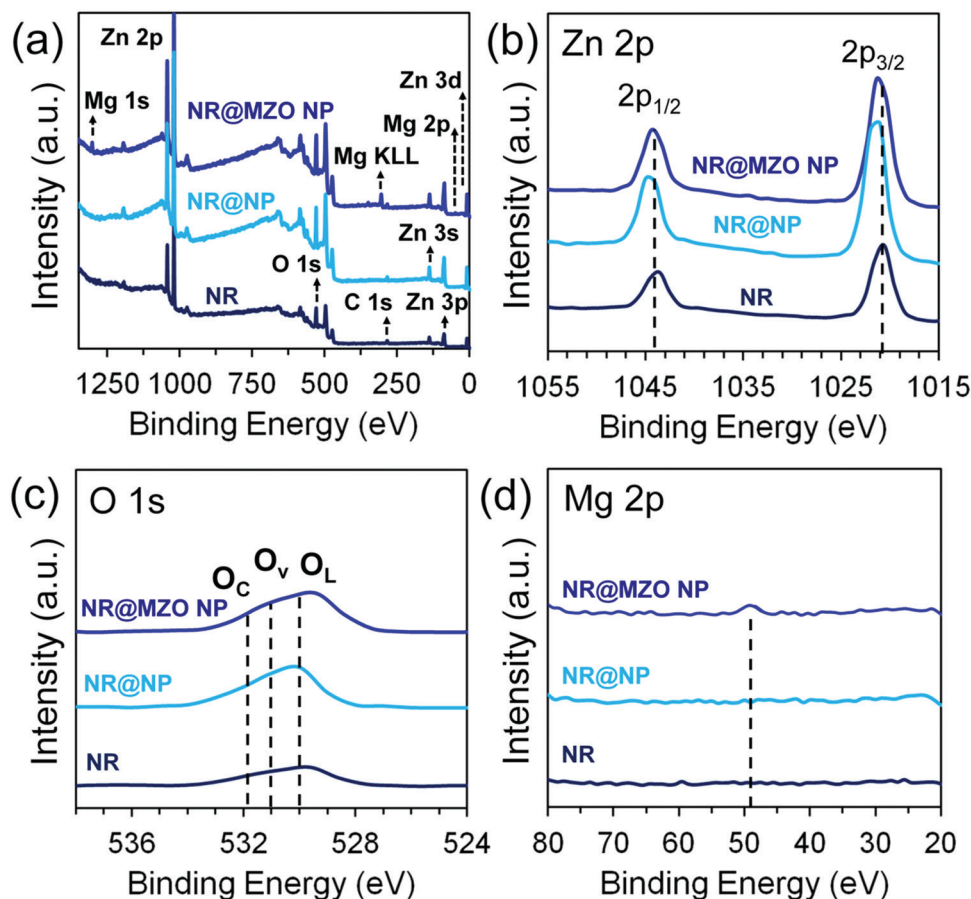 (a)
Zn 2p
Zn 3d
Mg 1s
NR@MZO NP
Mg 2p
Mg KLL
NR@NP
Zn 3s
O 1s
NR
C 1s
Zn 3p
Intensity (a.u.)
1250 1000 750 500 250 0
Binding Energy (eV)
(b)
Zn 2p
2p3/2
2p1/2
NR@MZO NP
NR@NP
NR
Intensity (a.u.)
1055 1045 1035 1025 1015
Binding Energy (eV)
(c)
O 1s
OC OV OL
NR@MZO NP
NR@NP
NR
Intensity (a.u.)
536 532 528 524
Binding Energy (eV)
(d)
Mg 2p
NR@MZO NP
NR@NP
NR
Intensity (a.u.)
80 70 60 50 40 30 20
Binding Energy (eV)